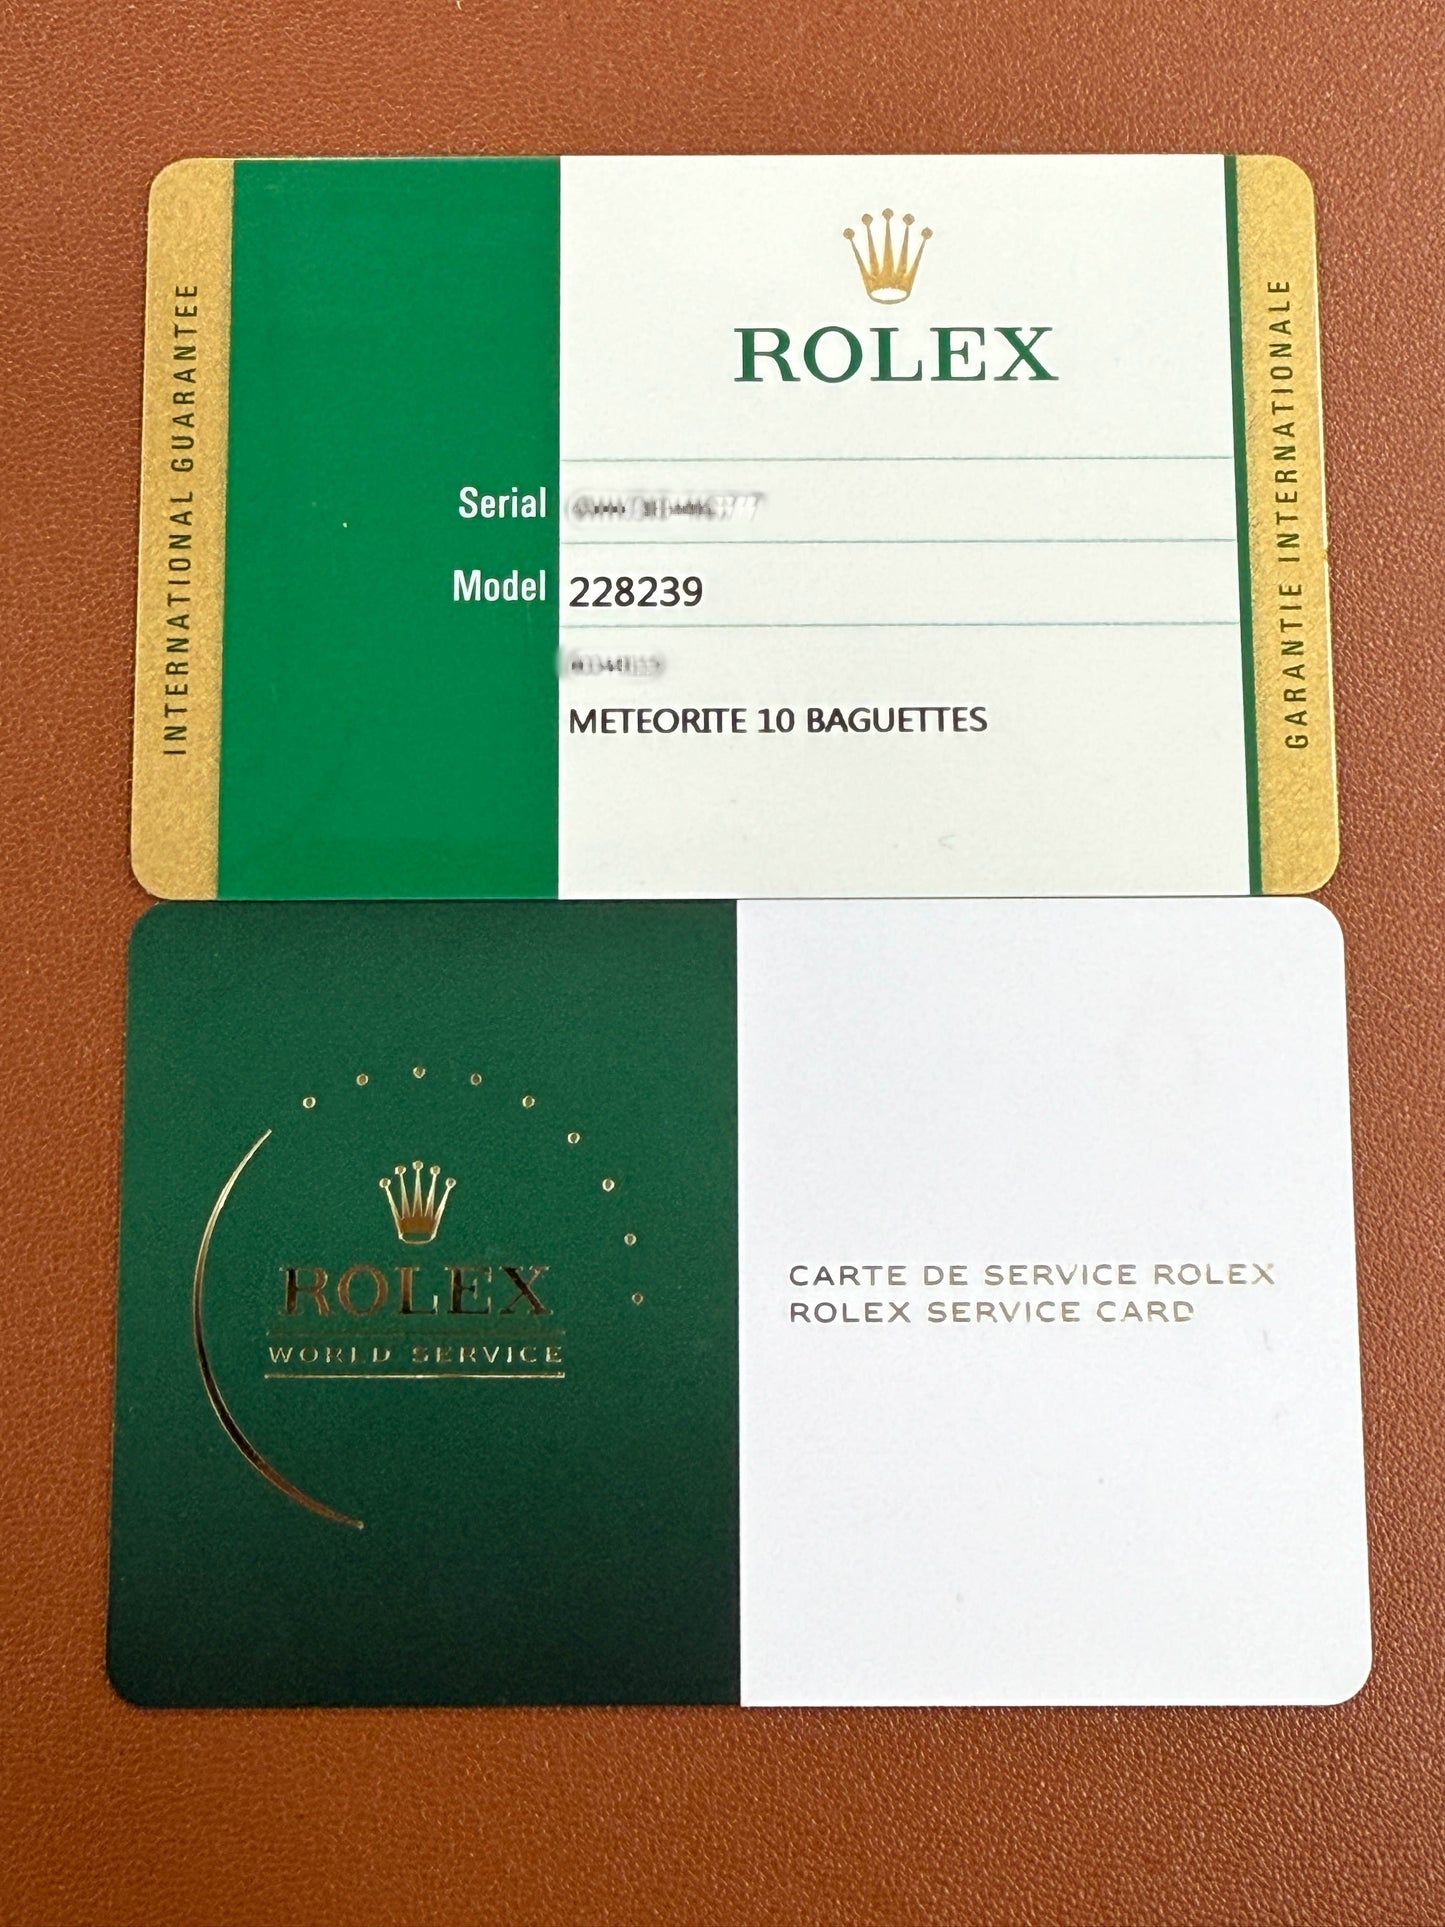 INTERNATIONAL GUARANTEE
ROLEX
Serial
Model 228239
METEORITE 10 BAGUETTES
GARANTIE INTERNATIONALE
ROLEX
WORLD SERVICE
CARTE DE SERVICE ROLEX
ROLEX SERVICE CARD